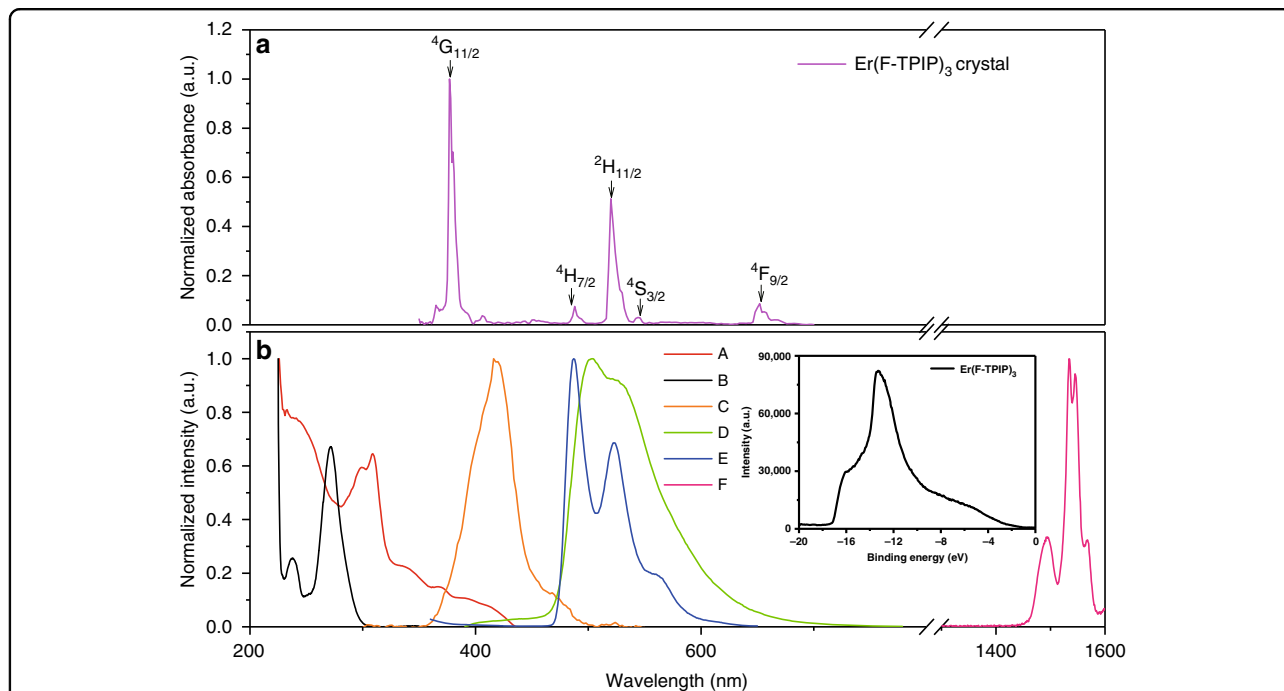 a
Normalized absorbance (a.u.)
1.2
1.0
0.8
0.6
0.4
0.2
0.0
⁴G₁₁/₂
⁴H₇/₂
²H₁₁/₂
⁴S₃/₂
⁴F₉/₂
Er(F-TPIP)₃ crystal
b
Normalized intensity (a.u.)
1.0
0.8
0.6
0.4
0.2
0.0
A
B
C
D
E
F
Intensity (a.u.)
90,000
60,000
30,000
0
Er(F-TPIP)₃
−20 −16 −12 −8 −4 0
Binding energy (eV)
200 400 600 1400 1600
Wavelength (nm)